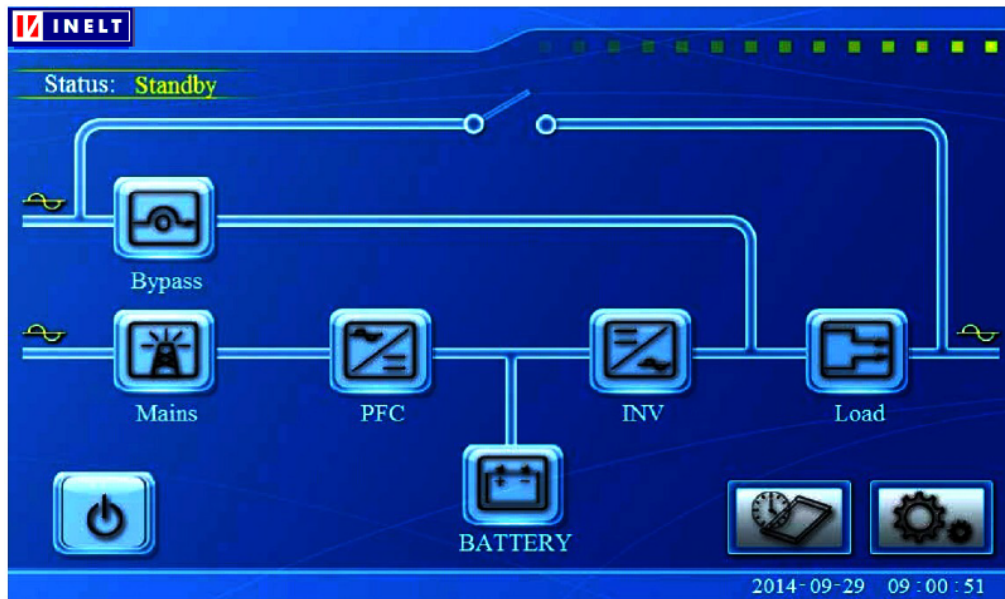 INELT
Status: Standby
Bypass
Mains
PFC
INV
Load
BATTERY
2014-09-29 09:00:51